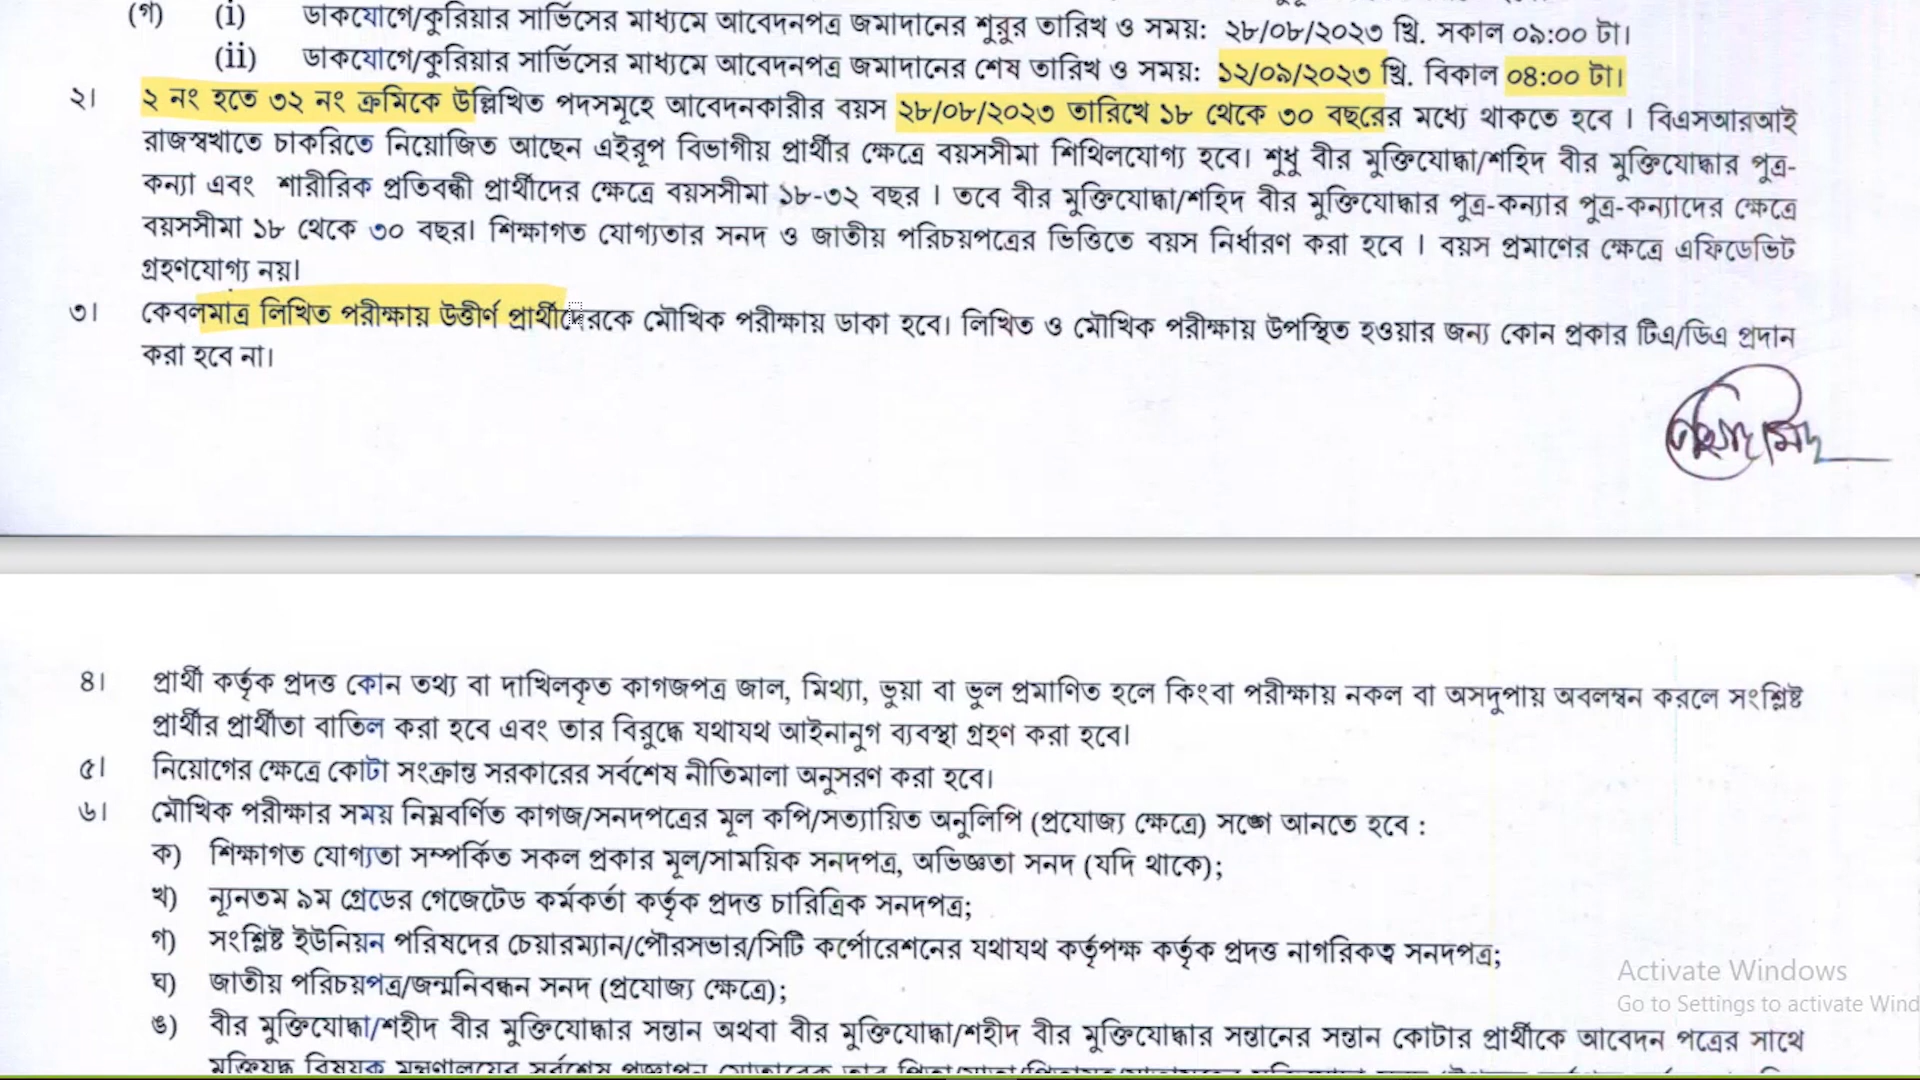 (গ) (i) ডাকযোগে/কুরিয়ার সার্ভিসের মাধ্যমে আবেদনপত্র জমাদানের শুরুর তারিখ ও সময়: ২৮/০৮/২০২৩ খ্রি. সকাল ০৯:০০ টা।
(ii) ডাকযোগে/কুরিয়ার সার্ভিসের মাধ্যমে আবেদনপত্র জমাদানের শেষ তারিখ ও সময়: ১২/০৯/২০২৩ খ্রি. বিকাল ০৪:০০ টা।
২। ২ নং হতে ৩২ নং ক্রমিকে উল্লিখিত পদসমূহে আবেদনকারীর বয়স ২৮/০৮/২০২৩ তারিখে ১৮ থেকে ৩০ বছরের মধ্যে থাকতে হবে । বিএসআরআই
রাজস্বখাতে চাকরিতে নিয়োজিত আছেন এইরূপ বিভাগীয় প্রার্থীর ক্ষেত্রে বয়সসীমা শিথিলযোগ্য হবে। শুধু বীর মুক্তিযোদ্ধা/শহিদ বীর মুক্তিযোদ্ধার পুত্র-
কন্যা এবং শারীরিক প্রতিবন্ধী প্রার্থীদের ক্ষেত্রে বয়সসীমা ১৮-৩২ বছর । তবে বীর মুক্তিযোদ্ধা/শহিদ বীর মুক্তিযোদ্ধার পুত্র-কন্যার পুত্র-কন্যাদের ক্ষেত্রে
বয়সসীমা ১৮ থেকে ৩০ বছর। শিক্ষাগত যোগ্যতার সনদ ও জাতীয় পরিচয়পত্রের ভিত্তিতে বয়স নির্ধারণ করা হবে । বয়স প্রমাণের ক্ষেত্রে এফিডেভিট
গ্রহণযোগ্য নয়।
৩। কেবলমাত্র লিখিত পরীক্ষায় উত্তীর্ণ প্রার্থীদেরকে মৌখিক পরীক্ষায় ডাকা হবে। লিখিত ও মৌখিক পরীক্ষায় উপস্থিত হওয়ার জন্য কোন প্রকার টিএ/ডিএ প্রদান
করা হবে না।
৪। প্রার্থী কর্তৃক প্রদত্ত কোন তথ্য বা দাখিলকৃত কাগজপত্র জাল, মিথ্যা, ভুয়া বা ভুল প্রমাণিত হলে কিংবা পরীক্ষায় নকল বা অসদুপায় অবলম্বন করলে সংশ্লিষ্ট
প্রার্থীর প্রার্থীতা বাতিল করা হবে এবং তার বিরুদ্ধে যথাযথ আইনানুগ ব্যবস্থা গ্রহণ করা হবে।
৫। নিয়োগের ক্ষেত্রে কোটা সংক্রান্ত সরকারের সর্বশেষ নীতিমালা অনুসরণ করা হবে।
৬। মৌখিক পরীক্ষার সময় নিম্নবর্ণিত কাগজ/সনদপত্রের মূল কপি/সত্যায়িত অনুলিপি (প্রযোজ্য ক্ষেত্রে) সঙ্গে আনতে হবে :
ক) শিক্ষাগত যোগ্যতা সম্পর্কিত সকল প্রকার মূল/সাময়িক সনদপত্র, অভিজ্ঞতা সনদ (যদি থাকে);
খ) ন্যূনতম ৯ম গ্রেডের গেজেটেড কর্মকর্তা কর্তৃক প্রদত্ত চারিত্রিক সনদপত্র;
গ) সংশ্লিষ্ট ইউনিয়ন পরিষদের চেয়ারম্যান/পৌরসভার/সিটি কর্পোরেশনের যথাযথ কর্তৃপক্ষ কর্তৃক প্রদত্ত নাগরিকত্ব সনদপত্র;
ঘ) জাতীয় পরিচয়পত্র/জন্মনিবন্ধন সনদ (প্রযোজ্য ক্ষেত্রে);
ঙ) বীর মুক্তিযোদ্ধা/শহীদ বীর মুক্তিযোদ্ধার সন্তান অথবা বীর মুক্তিযোদ্ধা/শহীদ বীর মুক্তিযোদ্ধার সন্তানের সন্তান কোটার প্রার্থীকে আবেদন পত্রের সাথে
মুক্তিযুদ্ধ বিষয়ক মন্ত্রণালয়ের সর্বশেষ প্রজ্ঞাপন মোতাবেক তার
Activate Windows
Go to Settings to activate Wind